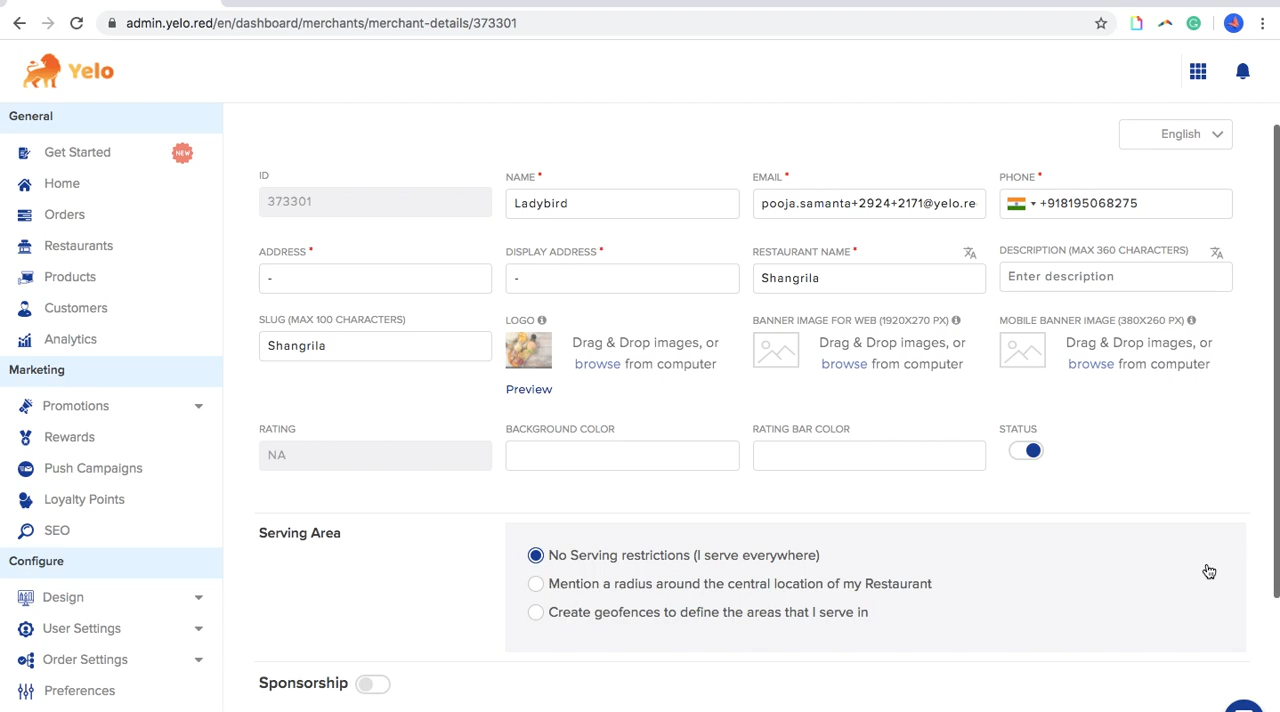 admin.yelo.red/en/dashboard/merchants/merchant-details/373301
Yelo
General
Get Started
NEW
Home
Orders
Restaurants
Products
Customers
Analytics
Marketing
Promotions
Rewards
Push Campaigns
Loyalty Points
SEO
Configure
Design
User Settings
Order Settings
Preferences
English
ID
373301
NAME *
Ladybird
EMAIL *
pooja.samanta+2924+2171@yelo.re
PHONE *
+918195068275
ADDRESS *
-
DISPLAY ADDRESS *
-
RESTAURANT NAME *
Shangrila
DESCRIPTION (MAX 360 CHARACTERS)
Enter description
SLUG (MAX 100 CHARACTERS)
Shangrila
LOGO
Drag & Drop images, or
browse from computer
Preview
BANNER IMAGE FOR WEB (1920X270 PX)
Drag & Drop images, or
browse from computer
MOBILE BANNER IMAGE (380X260 PX)
Drag & Drop images, or
browse from computer
RATING
NA
BACKGROUND COLOR
RATING BAR COLOR
STATUS
Serving Area
No Serving restrictions (I serve everywhere)
Mention a radius around the central location of my Restaurant
Create geofences to define the areas that I serve in
Sponsorship